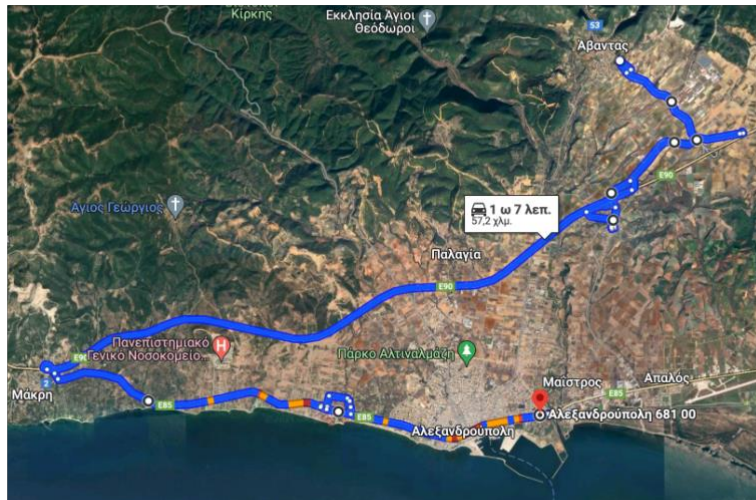 Κίρκης
Εκκλησία Άγιοι
Θεόδωροι
53
Άβαντας
Άγιος Γεώργιος
E90
1 ω 7 λεπ.
57,2 χλμ.
Παλαγία
E90
E90
Πανεπιστημιακό
Γενικό Νοσοκομείο...
Πάρκο Αλτιναλμάζη
2
Μάκρη
Μαΐστρος
Απαλός
E85
E85
E85
Αλεξανδρούπολη
Αλεξανδρούπολη 681 00